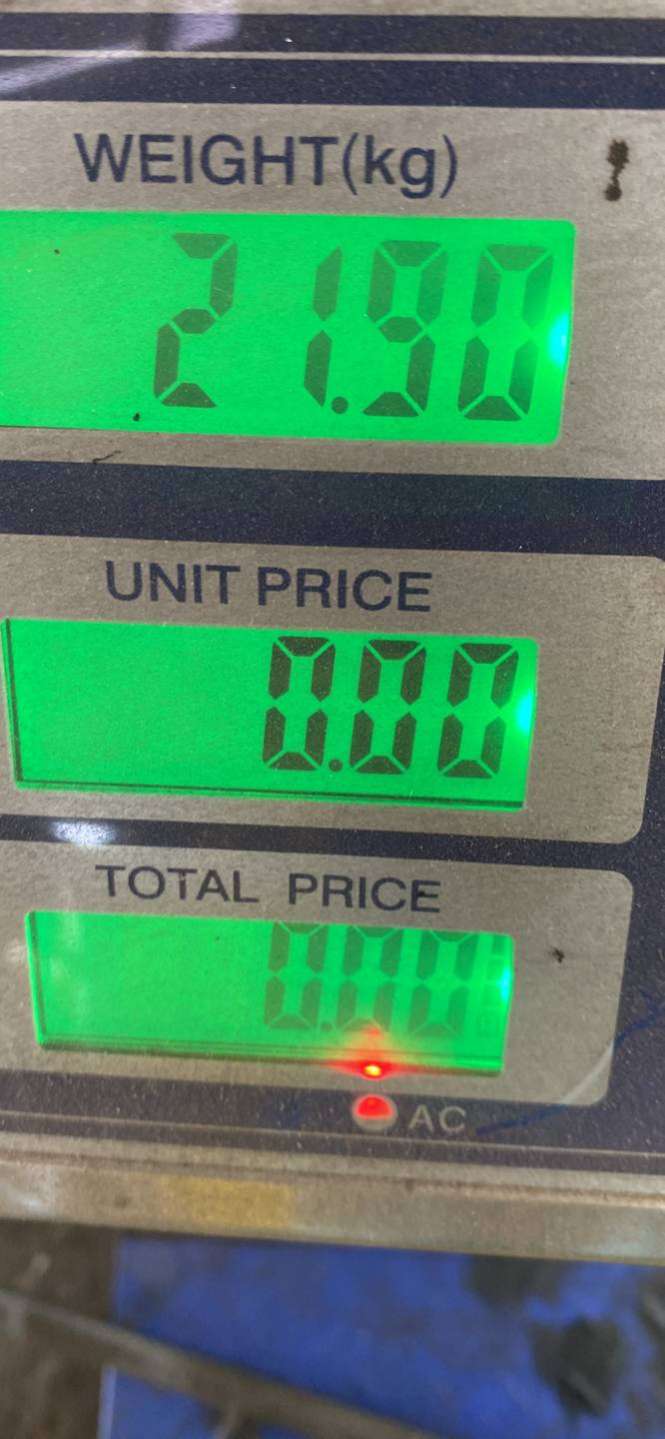 WEIGHT(kg)
21.90
UNIT PRICE
0.00
TOTAL PRICE
0.00
AC